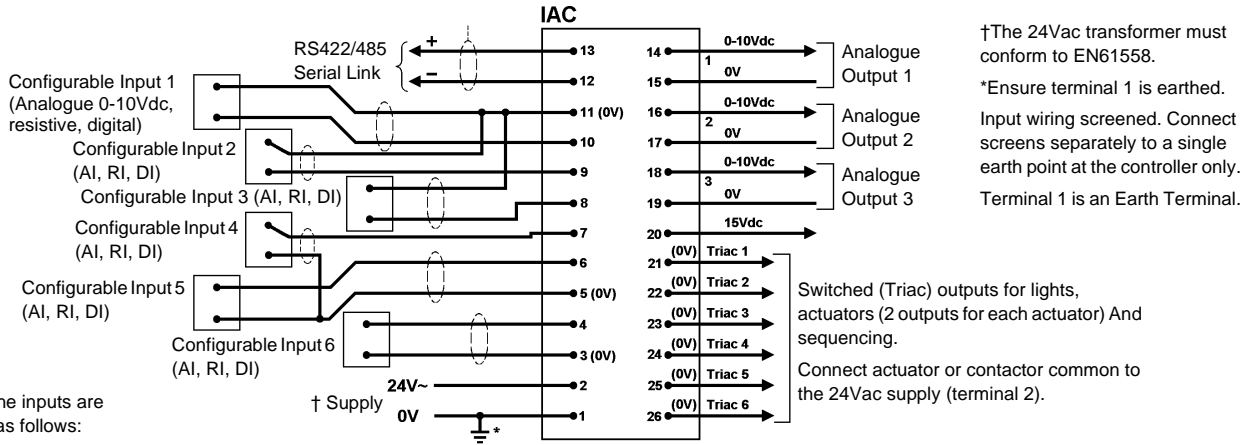 IAC
RS422/485
Serial Link
+
–
Configurable Input 1
(Analogue 0-10Vdc,
resistive, digital)
Configurable Input 2
(AI, RI, DI)
Configurable Input 3 (AI, RI, DI)
Configurable Input 4
(AI, RI, DI)
Configurable Input 5
(AI, RI, DI)
Configurable Input 6
(AI, RI, DI)
24V~
† Supply
0V
*
13
12
11 (0V)
10
9
8
7
6
5 (0V)
4
3 (0V)
2
1
14 0-10Vdc
1
15 0V
16 0-10Vdc
2
17 0V
18 0-10Vdc
3
19 0V
20 15Vdc
21 (0V) Triac 1
22 (0V) Triac 2
23 (0V) Triac 3
24 (0V) Triac 4
25 (0V) Triac 5
26 (0V) Triac 6
Analogue
Output 1
Analogue
Output 2
Analogue
Output 3
Switched (Triac) outputs for lights,
actuators (2 outputs for each actuator) And
sequencing.
Connect actuator or contactor common to
the 24Vac supply (terminal 2).
†The 24Vac transformer must
conform to EN61558.
*Ensure terminal 1 is earthed.
Input wiring screened. Connect
screens separately to a single
earth point at the controller only.
Terminal 1 is an Earth Terminal.
ne inputs are
as follows: